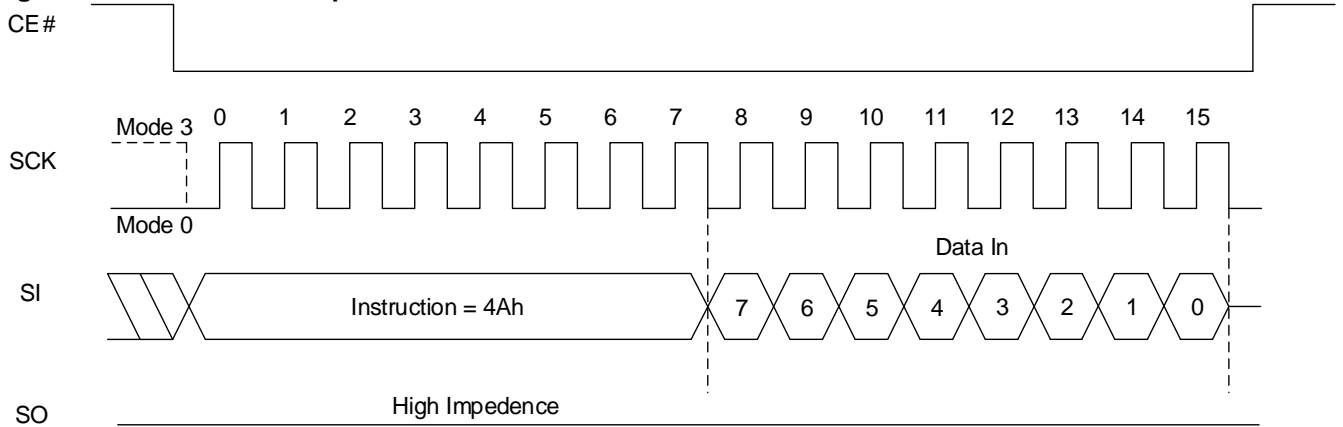 CE#
Mode 3 0 1 2 3 4 5 6 7 8 9 10 11 12 13 14 15
SCK
Mode 0
Data In
SI Instruction = 4Ah 7 6 5 4 3 2 1 0
High Impedence
SO